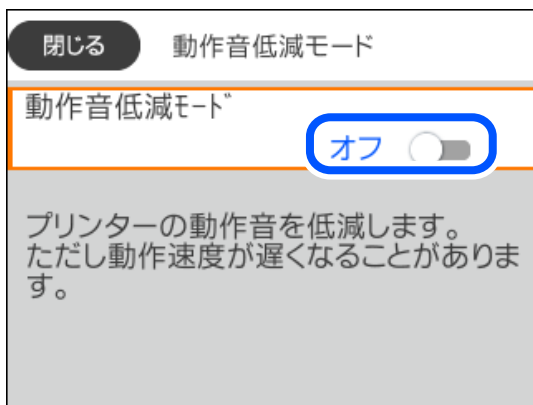 閉じる 動作音低減モード
動作音低減ﾓｰﾄﾞ
オフ
プリンターの動作音を低減します。
ただし動作速度が遅くなることがありま
す。